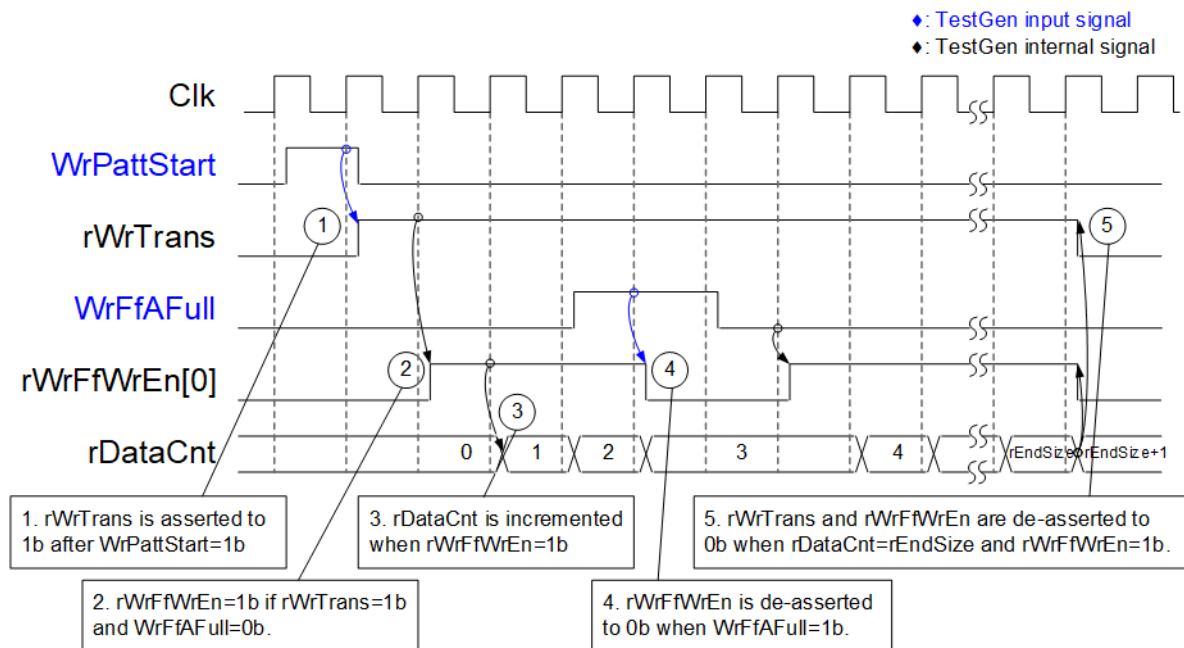 ♦: TestGen input signal
♦: TestGen internal signal
Clk
WrPattStart
rWrTrans
1
5
WrFfAFull
rWrFfWrEn[0]
2
4
3
rDataCnt
0
1
2
3
4
rEndSize
rEndSize+1
1. rWrTrans is asserted to
1b after WrPattStart=1b
3. rDataCnt is incremented
when rWrFfWrEn=1b
5. rWrTrans and rWrFfWrEn are de-asserted to
0b when rDataCnt=rEndSize and rWrFfWrEn=1b.
2. rWrFfWrEn=1b if rWrTrans=1b
and WrFfAFull=0b.
4. rWrFfWrEn is de-asserted
to 0b when WrFfAFull=1b.